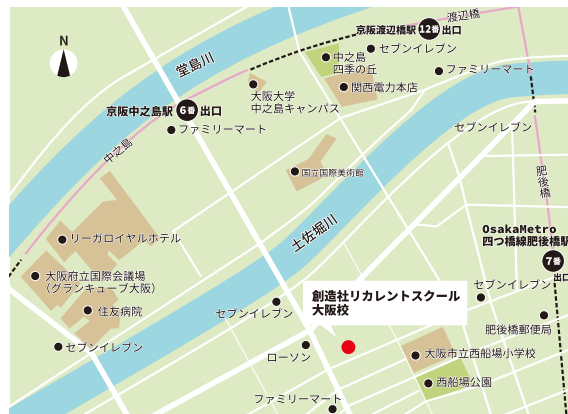 N
渡辺橋
京阪渡辺橋駅 12番 出口
セブンイレブン
堂島川
中之島
四季の丘
ファミリーマート
関西電力本店
大阪大学
中之島キャンパス
京阪中之島駅 6番 出口
ファミリーマート
セブンイレブン
中之島
国立国際美術館
肥後橋
土佐堀川
OsakaMetro
四つ橋線肥後橋駅
7番
出口
リーガロイヤルホテル
大阪府立国際会議場
(グランキューブ大阪)
住友病院
セブンイレブン
セブンイレブン
セブンイレブン
創造社リカレントスクール
大阪校
肥後橋郵便局
ローソン
大阪市立西船場小学校
西船場公園
ファミリーマート